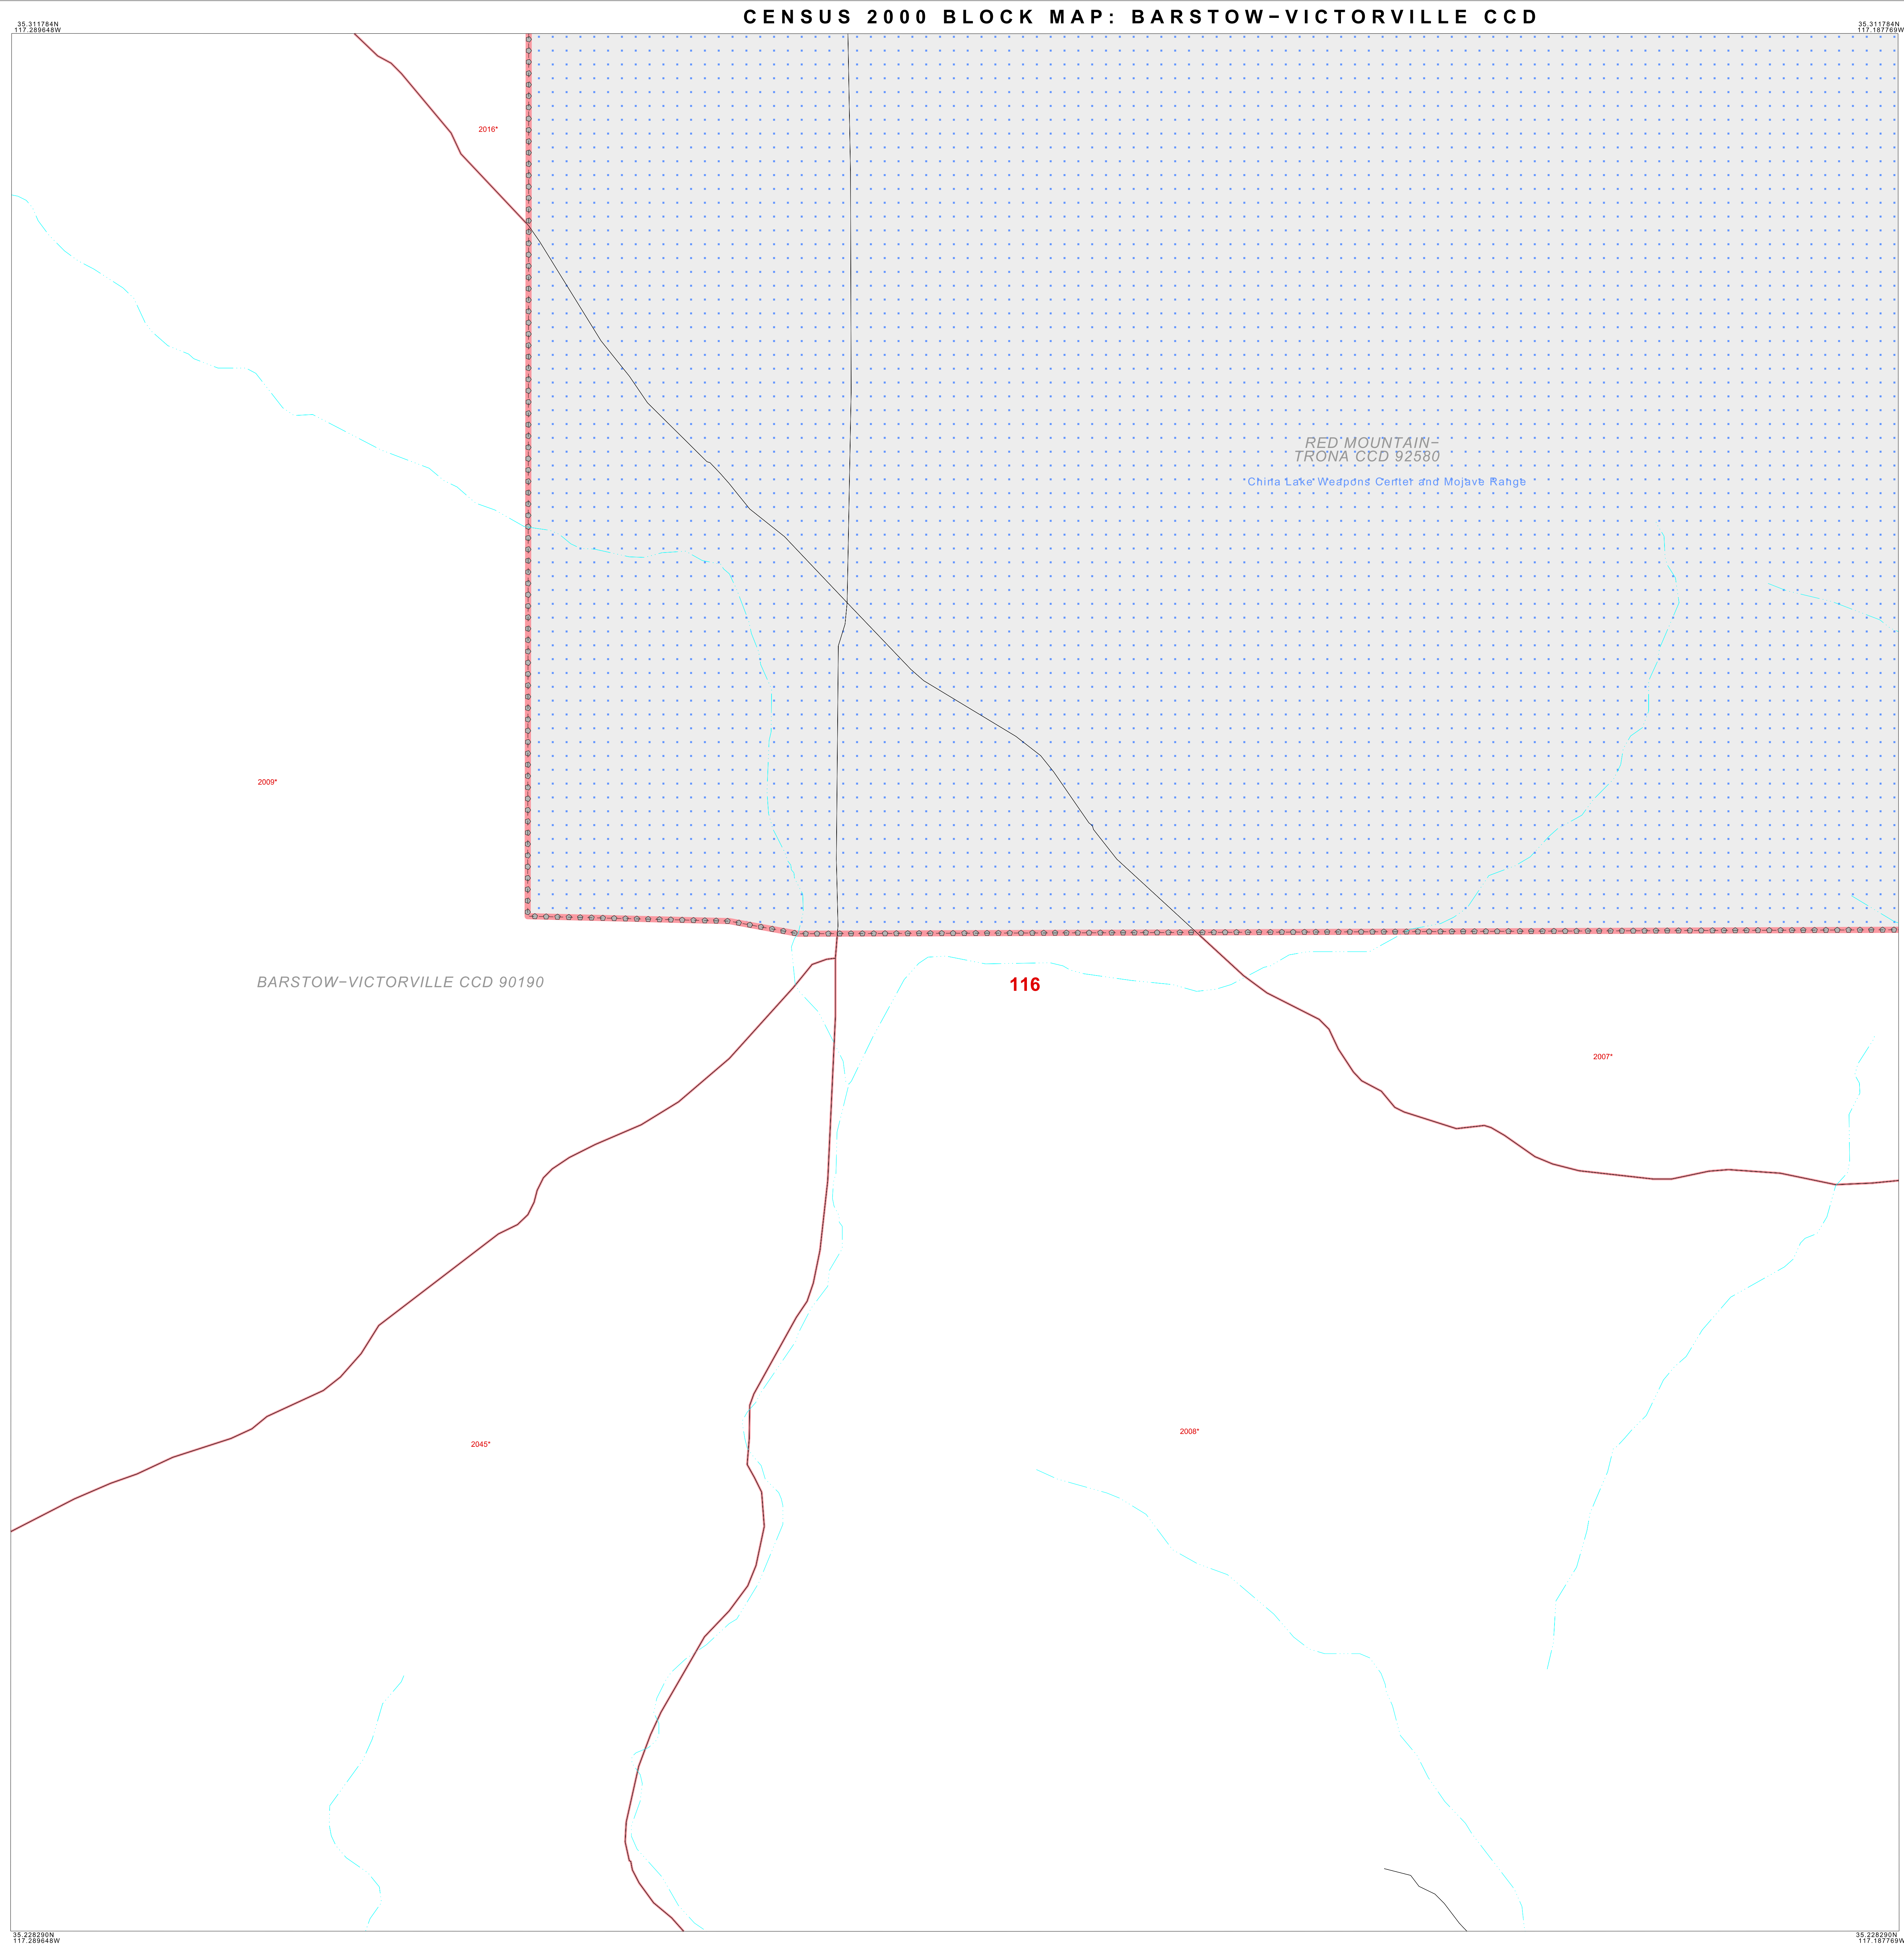 CENSUS 2000 BLOCK MAP: BARSTOW−VICTORVILLE CCD
35.311784N
117.289648W
35.311784N
117.187769W
2016*
RED MOUNTAIN−
TRONA CCD 92580
China Lake Weapons Center and Mojave Range
2009*
BARSTOW−VICTORVILLE CCD 90190
116
2007*
2045*
2008*
35.228290N
117.289648W
35.228290N
117.187769W